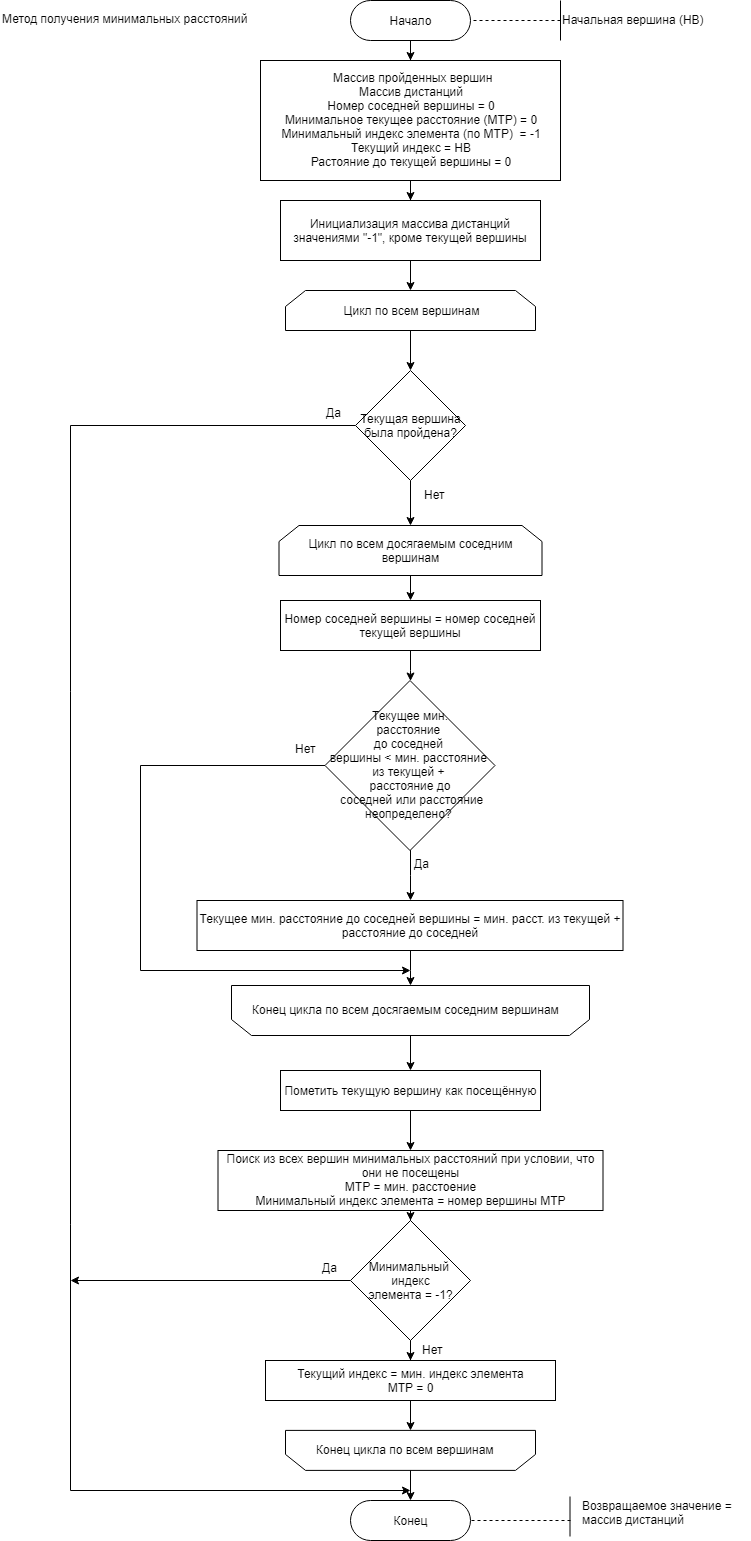 Метод получения минимальных расстояний
Начало
Начальная вершина (НВ)
Массив пройденных вершин
Массив дистанций
Номер соседней вершины = 0
Минимальное текущее расстояние (МТР) = 0
Минимальный индекс элемента (по МТР) = -1
Текущий индекс = НВ
Растояние до текущей вершины = 0
Инициализация массива дистанций
значениями "-1", кроме текущей вершины
Цикл по всем вершинам
Да
Текущая вершина
была пройдена?
Нет
Цикл по всем досягаемым соседним
вершинам
Номер соседней вершины = номер соседней
текущей вершины
Нет
Текущее мин.
расстояние
до соседней
вершины < мин. расстояние
из текущей +
расстояние до
соседней или расстояние
неопределено?
Да
Текущее мин. расстояние до соседней вершины = мин. расст. из текущей +
расстояние до соседней
Конец цикла по всем досягаемым соседним вершинам
Пометить текущую вершину как посещённую
Поиск из всех вершин минимальных расстояний при условии, что
они не посещены
МТР = мин. расстоение
Минимальный индекс элемента = номер вершины МТР
Да
Минимальный
индекс
элемента = -1?
Нет
Текущий индекс = мин. индекс элемента
МТР = 0
Конец цикла по всем вершинам
Конец
Возвращаемое значение =
массив дистанций